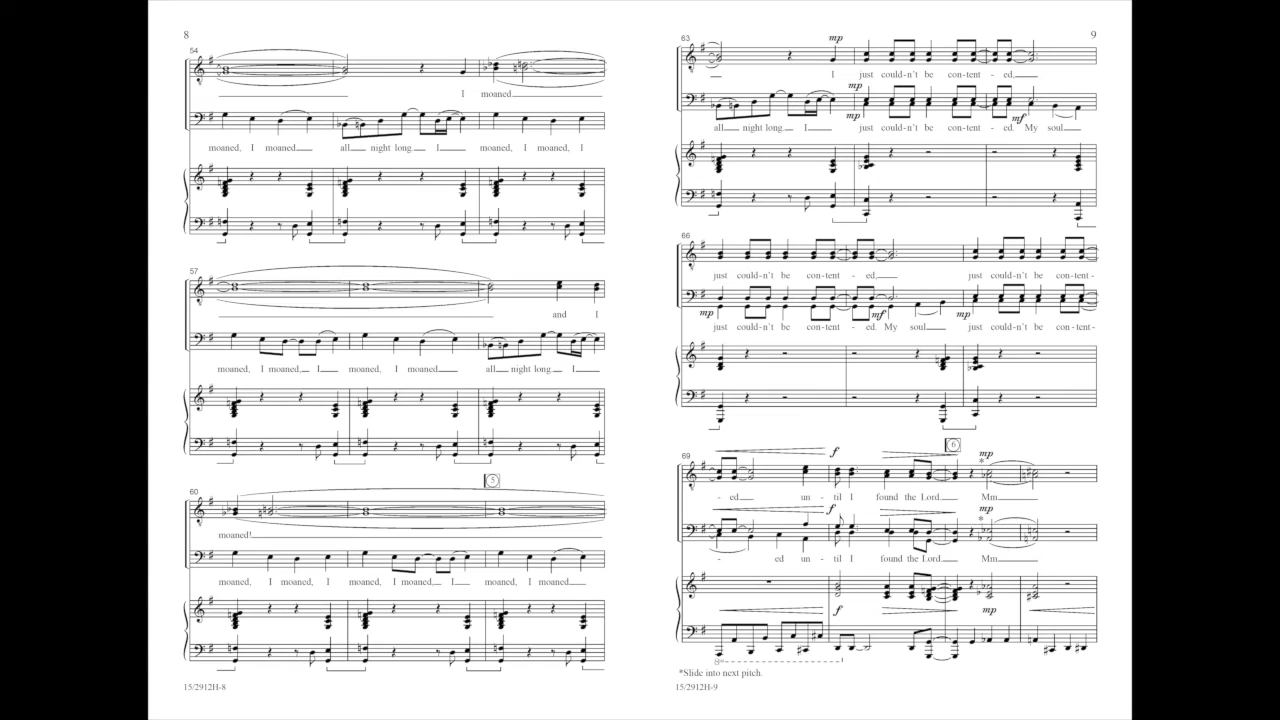 8
54
I moaned
moaned, I moaned all night long. I moaned, I moaned, I
57
and I
moaned, I moaned, I moaned, I moaned all night long. I
60
5
moaned!
moaned, I moaned, I moaned, I moaned. I moaned, I moaned
15/2912H-8
9
63
mp
I just could-n't be con-tent - ed,
mp
mp
mf
all night long. I just could-n't be con-tent - ed. My soul
66
just could-n't be con-tent - ed, just could-n't be con-tent-
mp
mf
mp
just could-n't be con-tent - ed. My soul just could-n't be con-tent-
69
f
6
mp
*
- ed un - til I found the Lord. Mm
f
mp
*
- ed un - til I found the Lord. Mm
f
mp
8va
*Slide into next pitch.
15/2912H-9